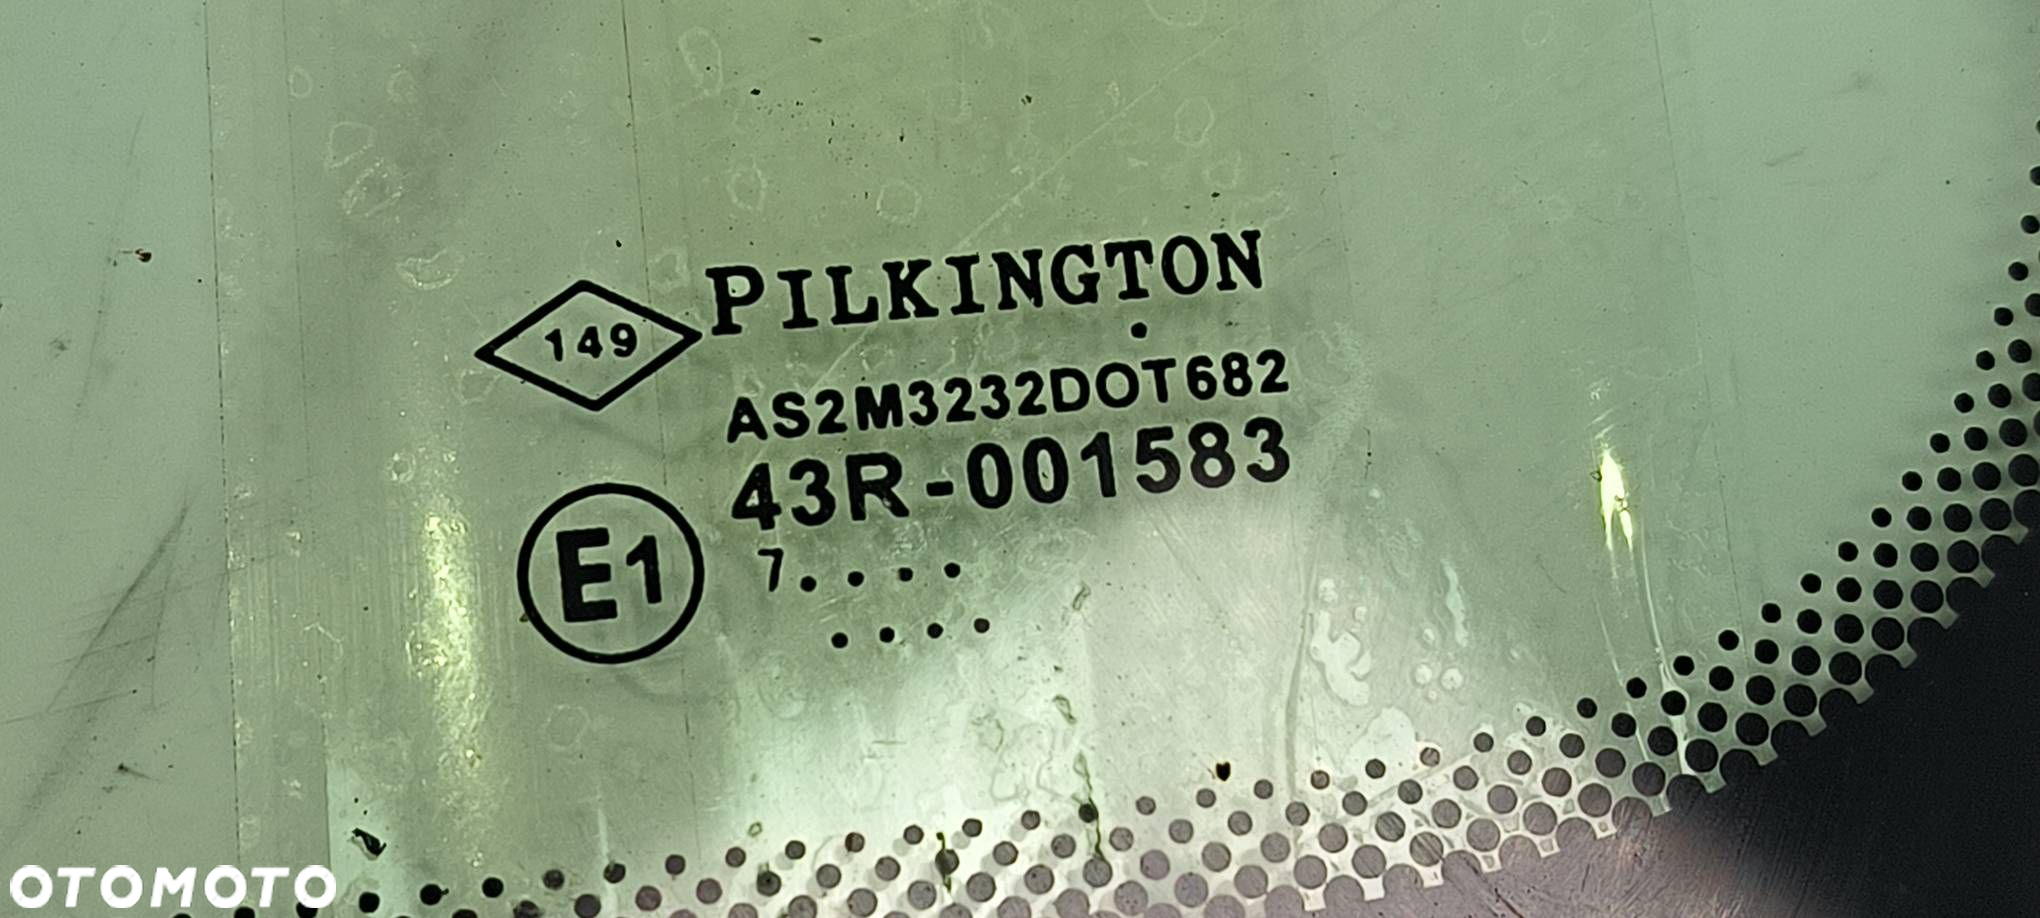 149
PILKINGTON
AS2M3232DOT682
43R-001583
E1
7. . . .
. . . .
OTOMOTO